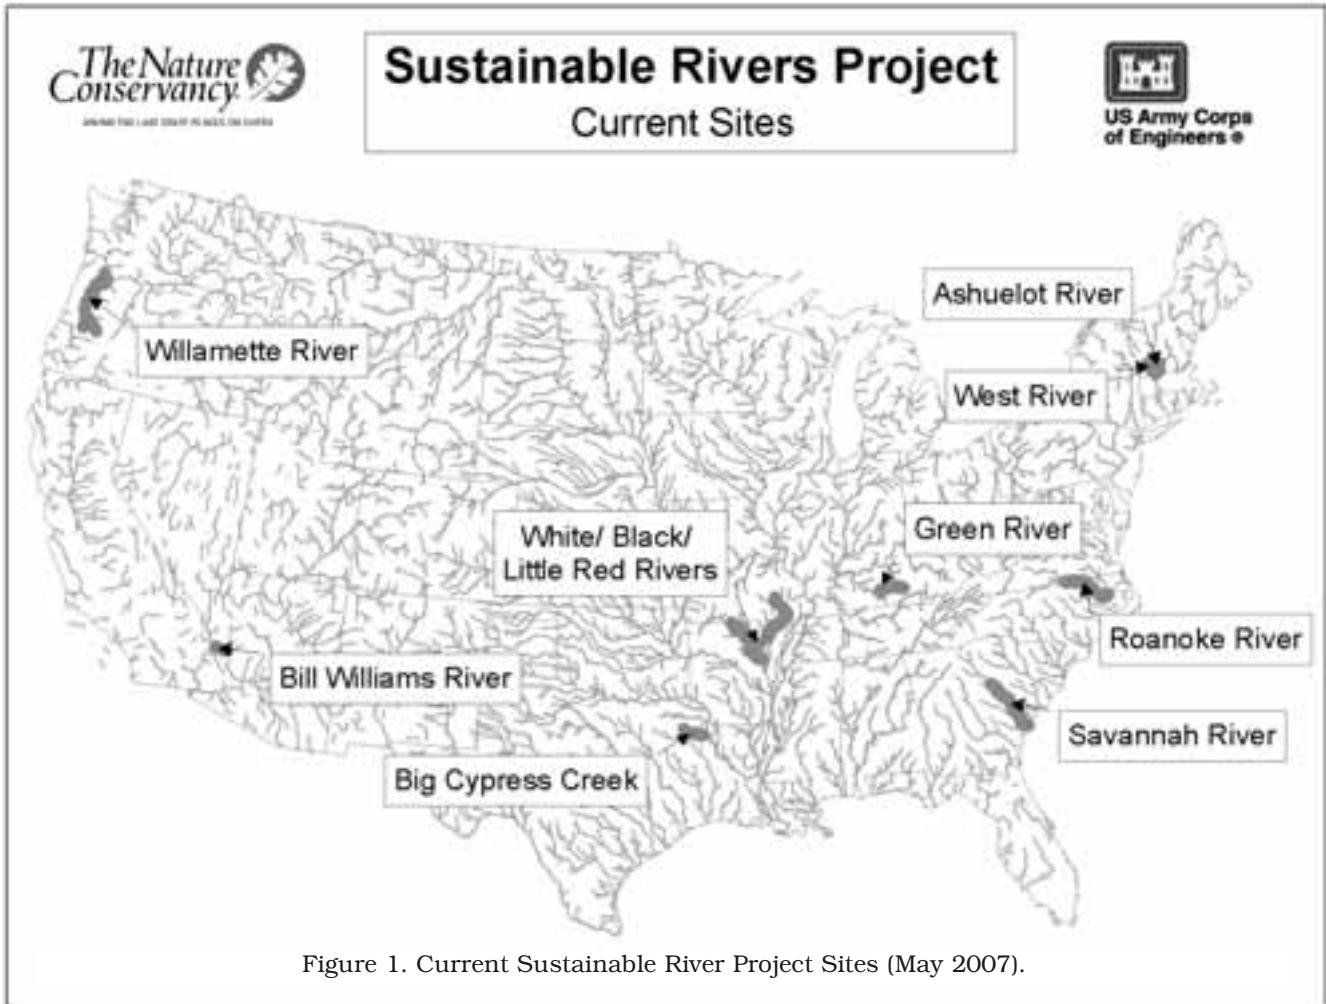 The Nature
Conservancy
Sustainable Rivers Project
Current Sites
US Army Corps
of Engineers ®
Ashuelot River
Willamette River
West River
White/ Black/
Little Red Rivers
Green River
Roanoke River
Bill Williams River
Savannah River
Big Cypress Creek
Figure 1. Current Sustainable River Project Sites (May 2007).